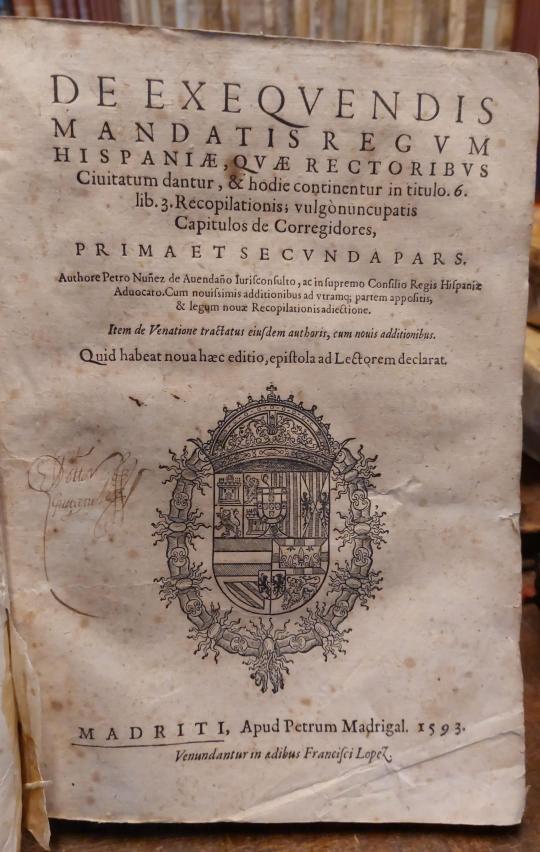 DE EXEQVENDIS
MANDATIS REGVM
HISPANIÆ, QVÆ RECTORIBVS
Ciuitatum dantur, & hodie continentur in titulo. 6.
lib. 3. Recopilationis; vulgò nuncupatis
Capitulos de Corregidores,
PRIMA ET SECVNDA PARS.
Authore Petro Nuñez de Auendaño Iurisconsulto, ac in supremo Consilio Regis Hispaniæ
Aduocato. Cum nouissimis additionibus ad vtramq; partem appositis,
& legum nouæ Recopilationis adiectione.
Item de Venatione tractatus eiusdem authoris, cum nouis additionibus.
Quid habeat noua hæc editio, epistola ad Lectorem declarat.
MADRITI, Apud Petrum Madrigal. 1593.
Venundantur in ædibus Francisci Lopez.